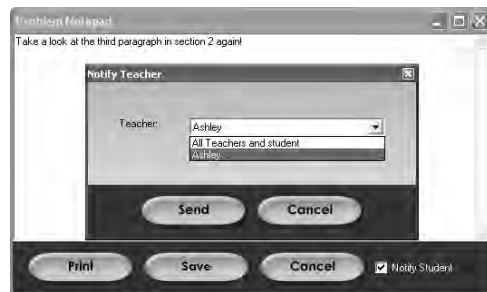 Problem Notepad
Take a look at the third paragraph in section 2 again!
Notify Teacher
Teacher:
Ashley
All Teachers and student
Ashley
Send
Cancel
Print
Save
Cancel
Notify Student